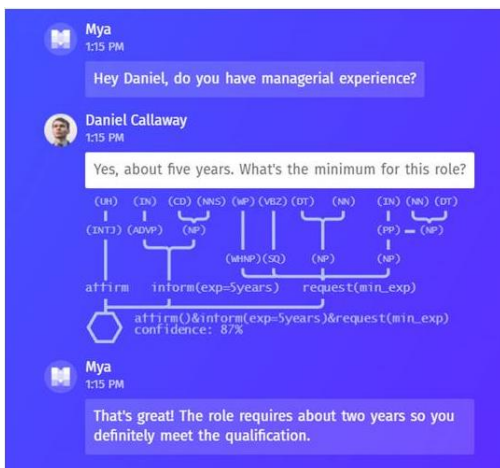 Mya
1:15 PM
Hey Daniel, do you have managerial experience?
Daniel Callaway
1:15 PM
Yes, about five years. What's the minimum for this role?
(UH) (IN) (CD) (NNS) (WP) (VBZ) (DT) (NN) (IN) (NN) (DT)
(INTJ) (ADVP) (NP) (PP) (NP)
(WHNP) (SQ) (NP) (NP)
affirm inform(exp=5years) request(min_exp)
affirm()&inform(exp=5years)&request(min_exp)
confidence: 87%
Mya
1:15 PM
That's great! The role requires about two years so you
definitely meet the qualification.